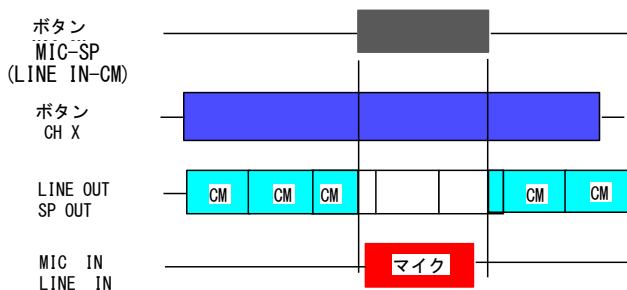 ボタン
MIC-SP
(LINE IN-CM)
ボタン
CH X
LINE OUT
SP OUT
CM
CM
CM
CM
CM
MIC IN
LINE IN
マイク